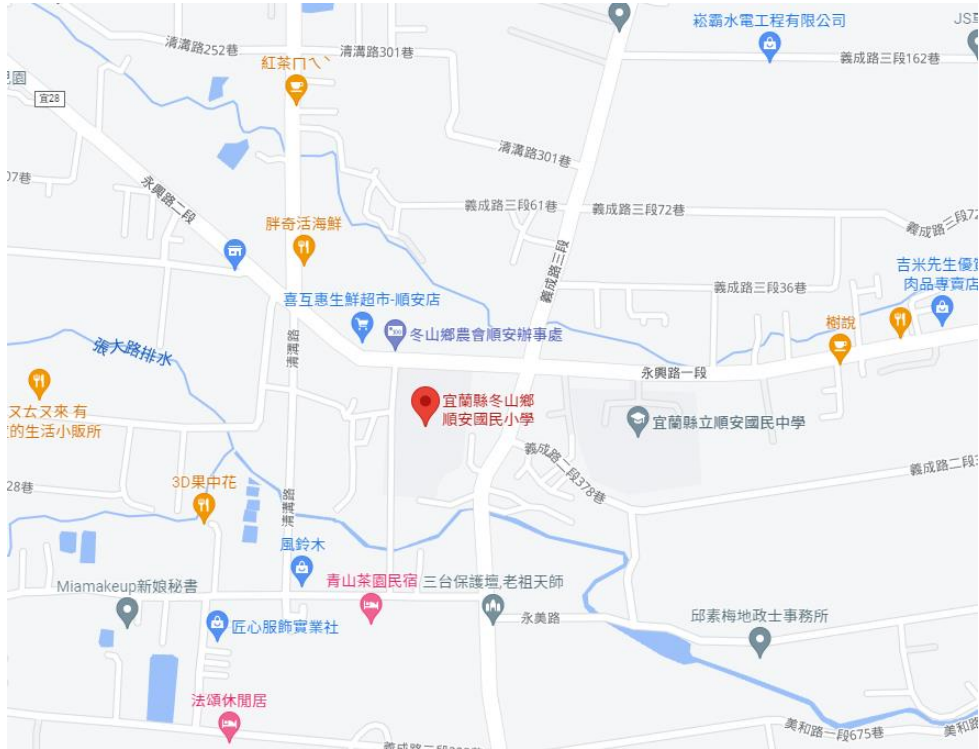 崧霸水電工程有限公司
清溝路252巷
清溝路301巷
義成路三段162巷
紅茶ㄇㄟˋ
宜28
清溝路301巷
永興路二段
義成路三段61巷
義成路三段72巷
胖奇活海鮮
義成路三段
吉米先生優質
肉品專賣店
喜互惠生鮮超市-順安店
義成路三段36巷
樹說
冬山鄉農會順安辦事處
清溝路
張大路排水
永興路一段
宜蘭縣冬山鄉
順安國民小學
又ㄊ又來 有
的生活小販所
宜蘭縣立順安國民中學
義成路二段378巷
28巷
3D果中花
清溝路
風鈴木
青山茶園民宿
三台保護壇,老祖天師
Miamakeup新娘秘書
永美路
邱素梅地政士事務所
匠心服飾實業社
法頌休閒居
美和路一段675巷